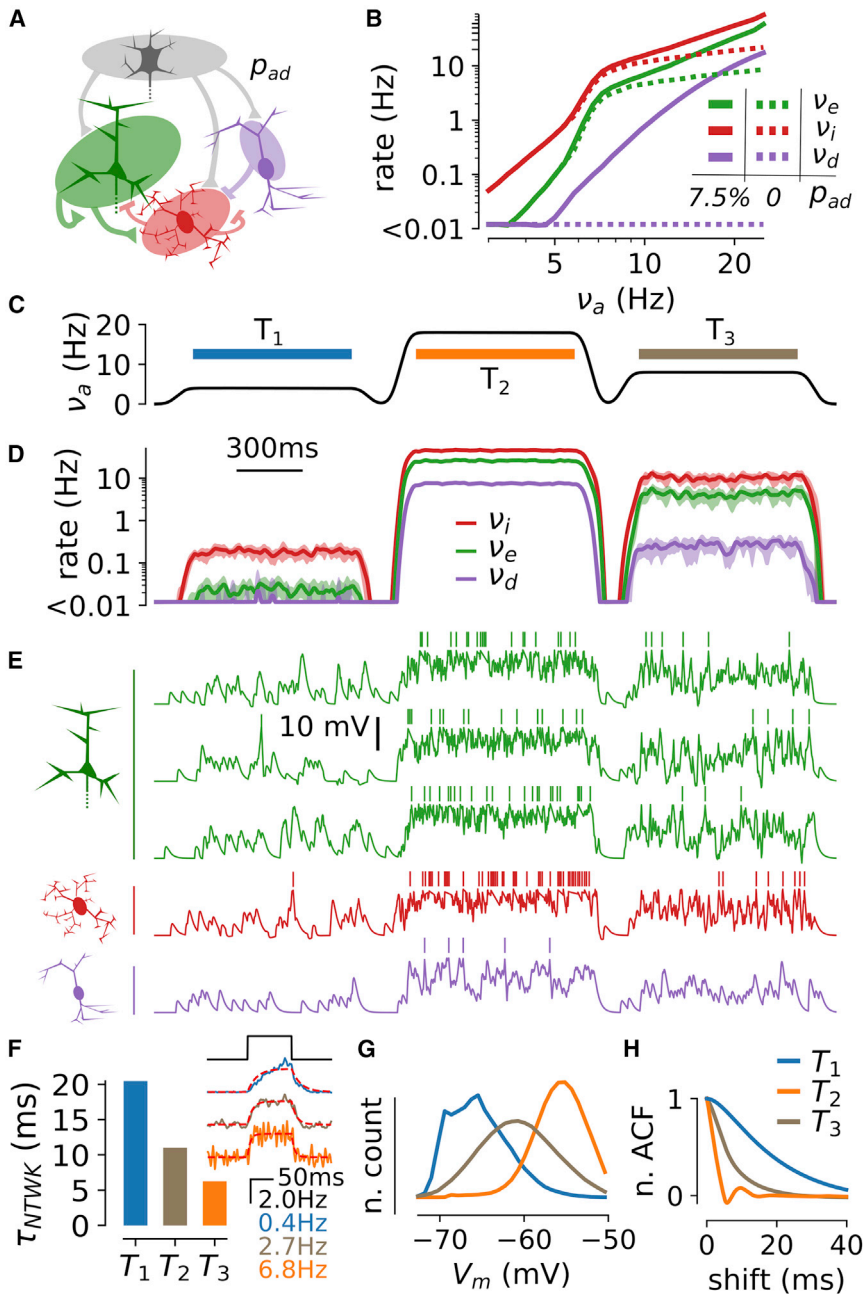 A
p_ad
B
rate (Hz)
10
1
0.1
<0.01
5 10 20
ν_a (Hz)
ν_e
ν_i
ν_d
7.5% 0 p_ad
C
ν_a (Hz)
20
10
0
T_1
T_2
T_3
D
300ms
rate (Hz)
10
1
0.1
<0.01
ν_i
ν_e
ν_d
E
10 mV
F
τ_NTWK (ms)
20
15
10
5
0
T_1 T_2 T_3
50ms
2.0Hz
0.4Hz
2.7Hz
6.8Hz
G
n. count
−70 −60 −50
V_m (mV)
H
T_1
T_2
T_3
n. ACF
1
0
0 20 40
shift (ms)